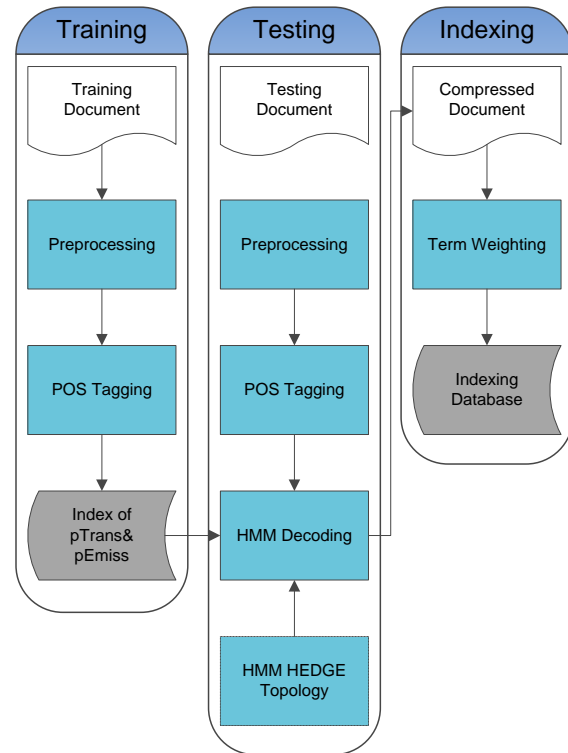 Training
Training
Document
Preprocessing
POS Tagging
Index of
pTrans&
pEmiss
Testing
Testing
Document
Preprocessing
POS Tagging
HMM Decoding
HMM HEDGE
Topology
Indexing
Compressed
Document
Term Weighting
Indexing
Database